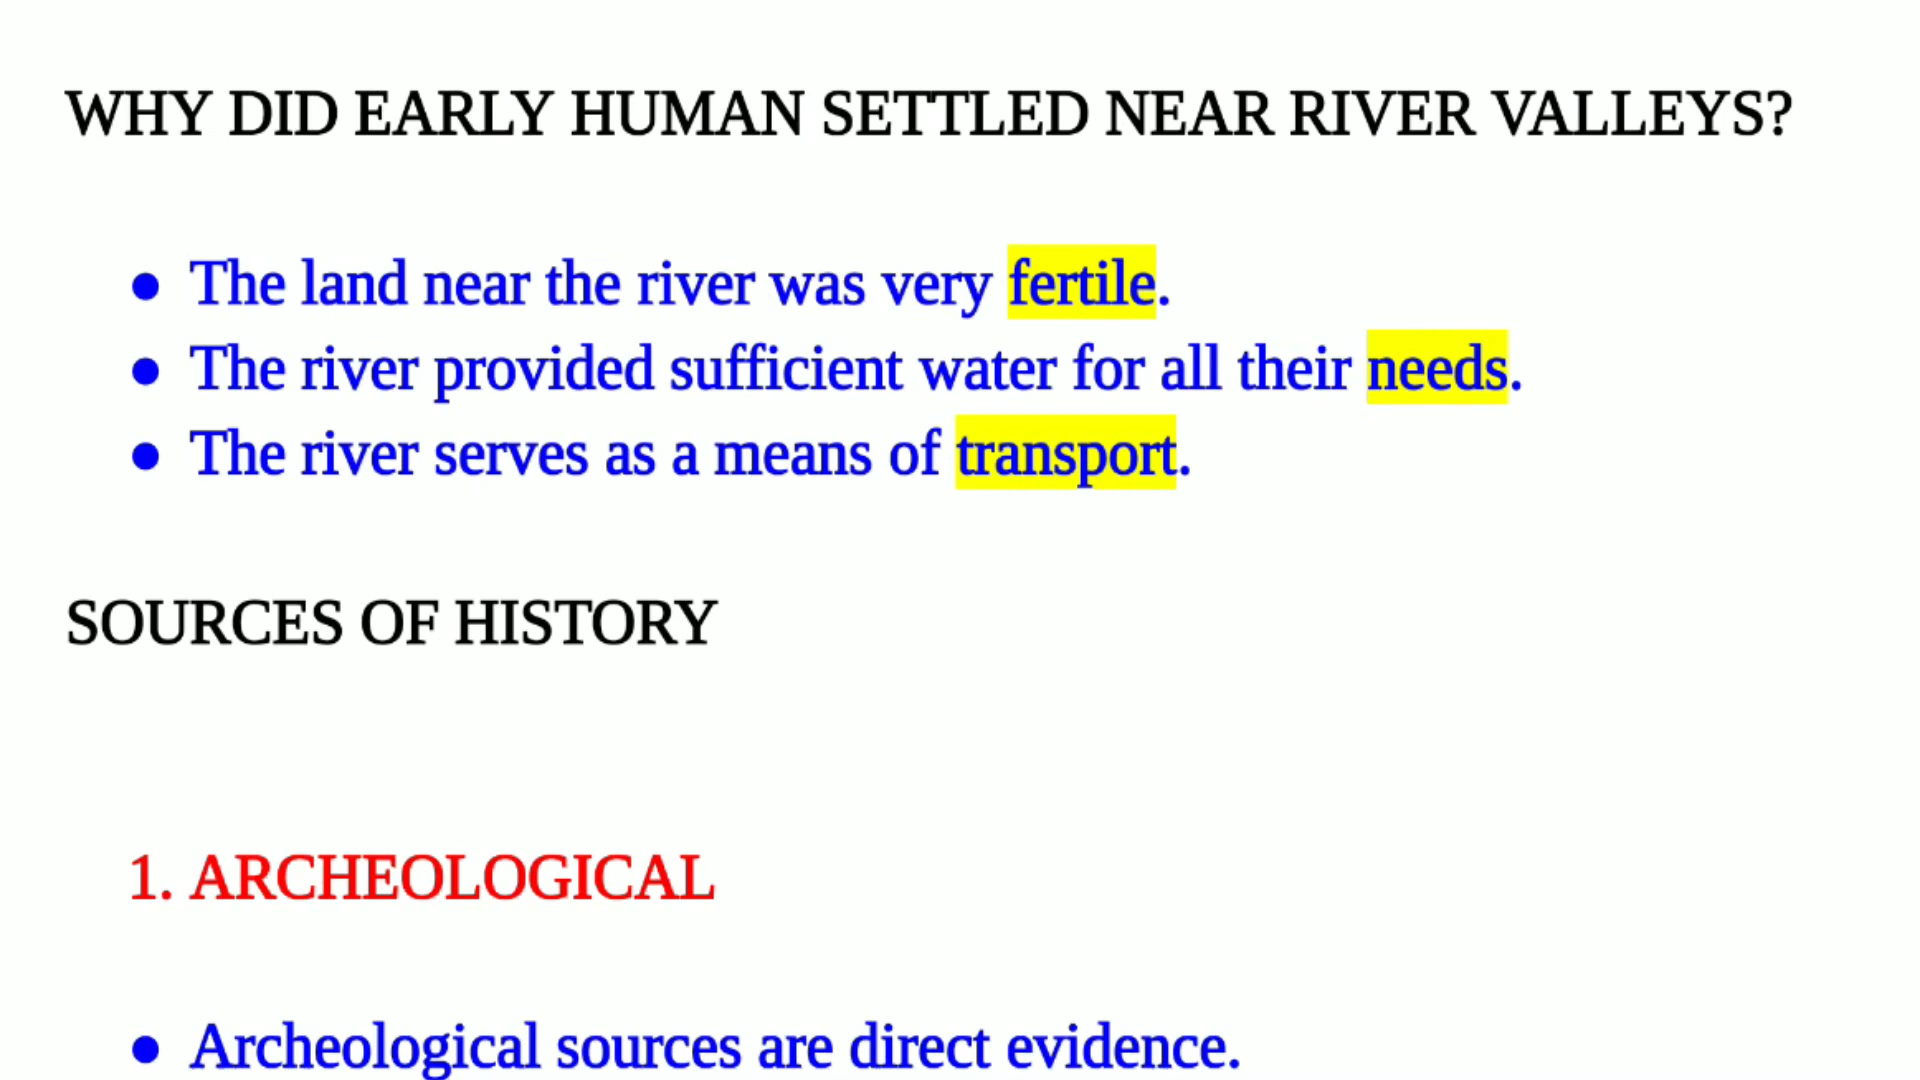 WHY DID EARLY HUMAN SETTLED NEAR RIVER VALLEYS?
● The land near the river was very fertile.
● The river provided sufficient water for all their needs.
● The river serves as a means of transport.
SOURCES OF HISTORY
1. ARCHEOLOGICAL
● Archeological sources are direct evidence.